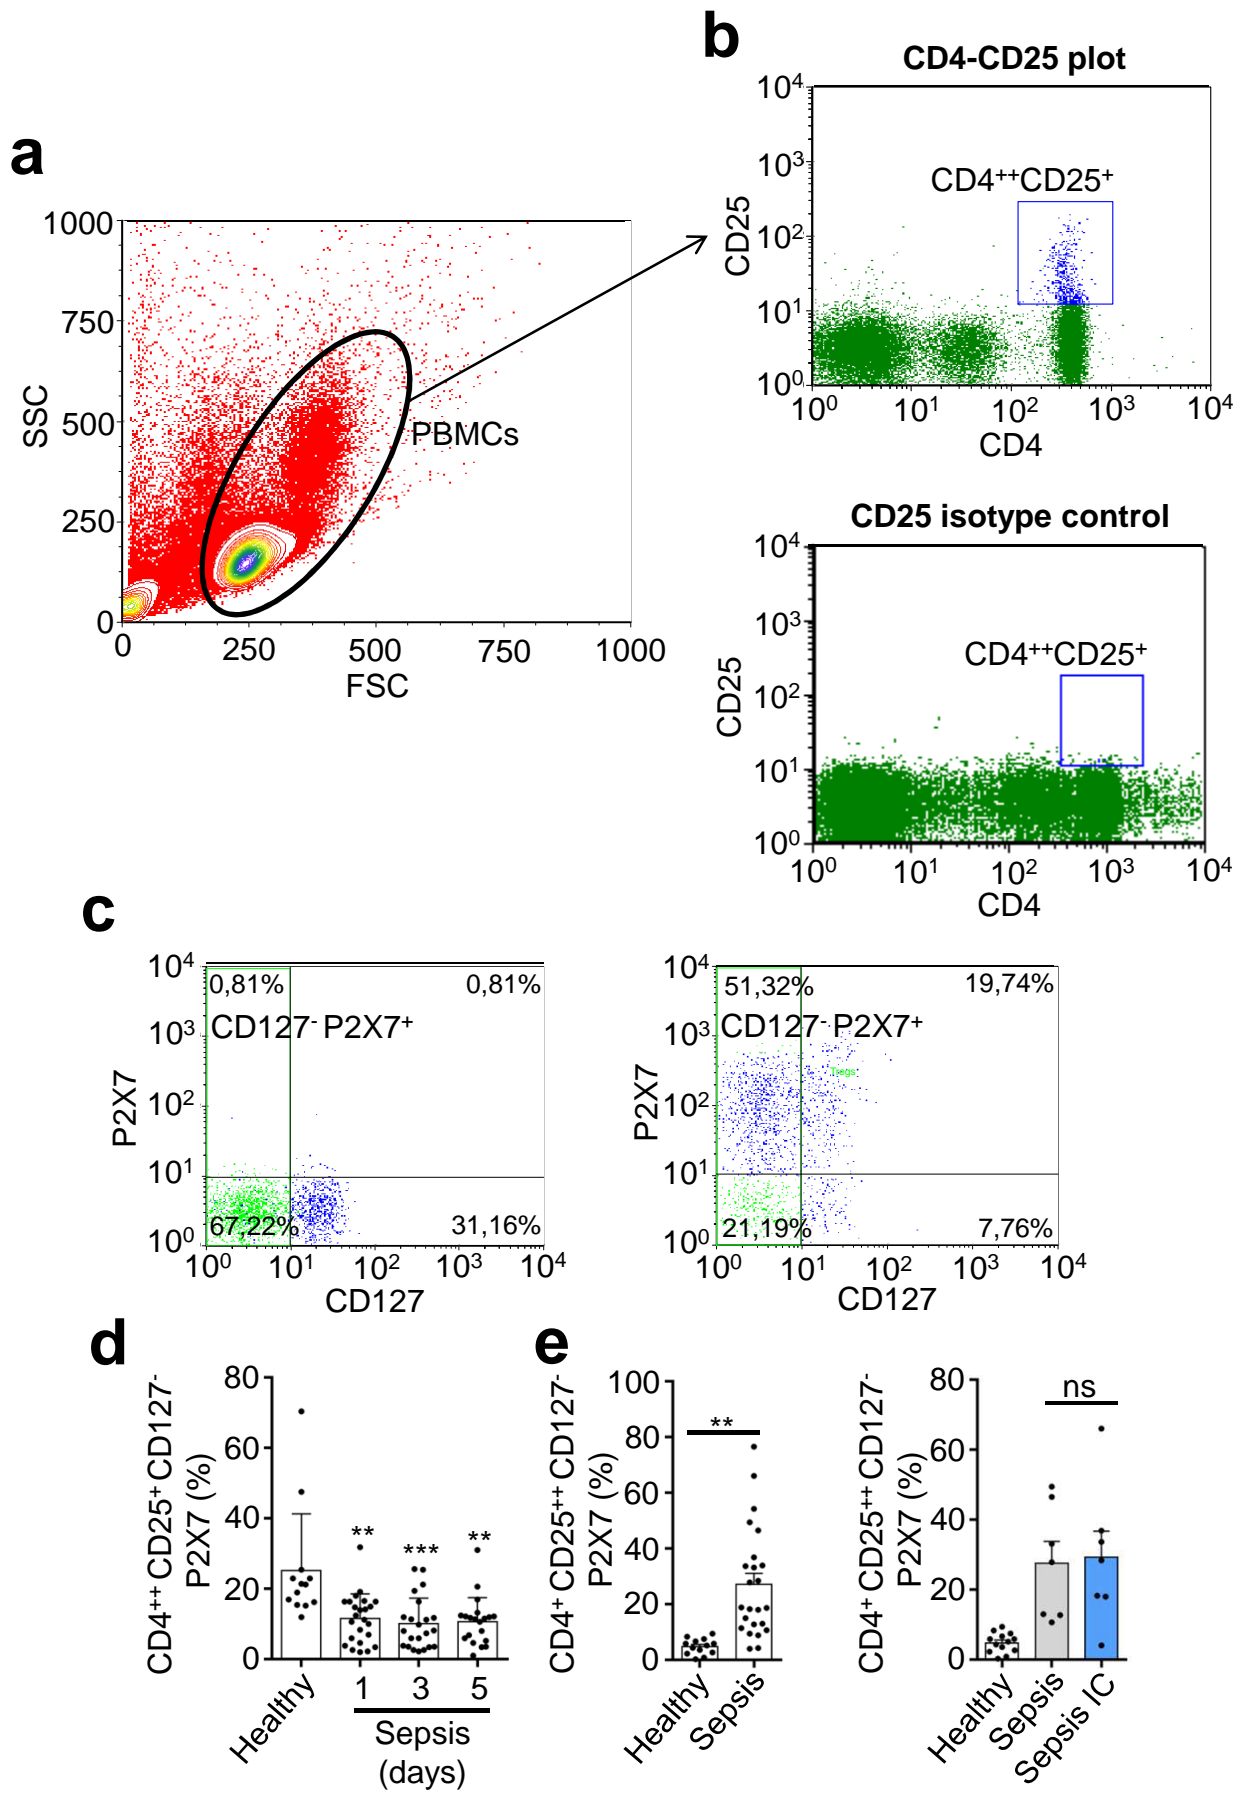 a
1000
750
500
250
0
SSC
0 250 500 750 1000
FSC
PBMCs
b
CD4-CD25 plot
10⁴
10³
10²
10¹
10⁰
CD25
CD4⁺⁺CD25⁺
10⁰ 10¹ 10² 10³ 10⁴
CD4
CD25 isotype control
10⁴
10³
10²
10¹
10⁰
CD25
CD4⁺⁺CD25⁺
10⁰ 10¹ 10² 10³ 10⁴
CD4
c
10⁴
10³
10²
10¹
10⁰
P2X7
0,81% 0,81%
CD127⁻ P2X7⁺
67,22% 31,16%
10⁰ 10¹ 10² 10³ 10⁴
CD127
10⁴
10³
10²
10¹
10⁰
P2X7
51,32% 19,74%
CD127⁻ P2X7⁺
Tregs
21,19% 7,76%
10⁰ 10¹ 10² 10³ 10⁴
CD127
d
CD4⁺⁺ CD25⁺ CD127⁻
P2X7 (%)
80
60
40
20
0
** *** **
Healthy 1 3 5
Sepsis
(days)
e
CD4⁺ CD25⁺⁺ CD127⁻
P2X7 (%)
100
80
60
40
20
0
**
Healthy
Sepsis
CD4⁺ CD25⁺⁺ CD127⁻
P2X7 (%)
80
60
40
20
0
ns
Healthy
Sepsis
Sepsis IC